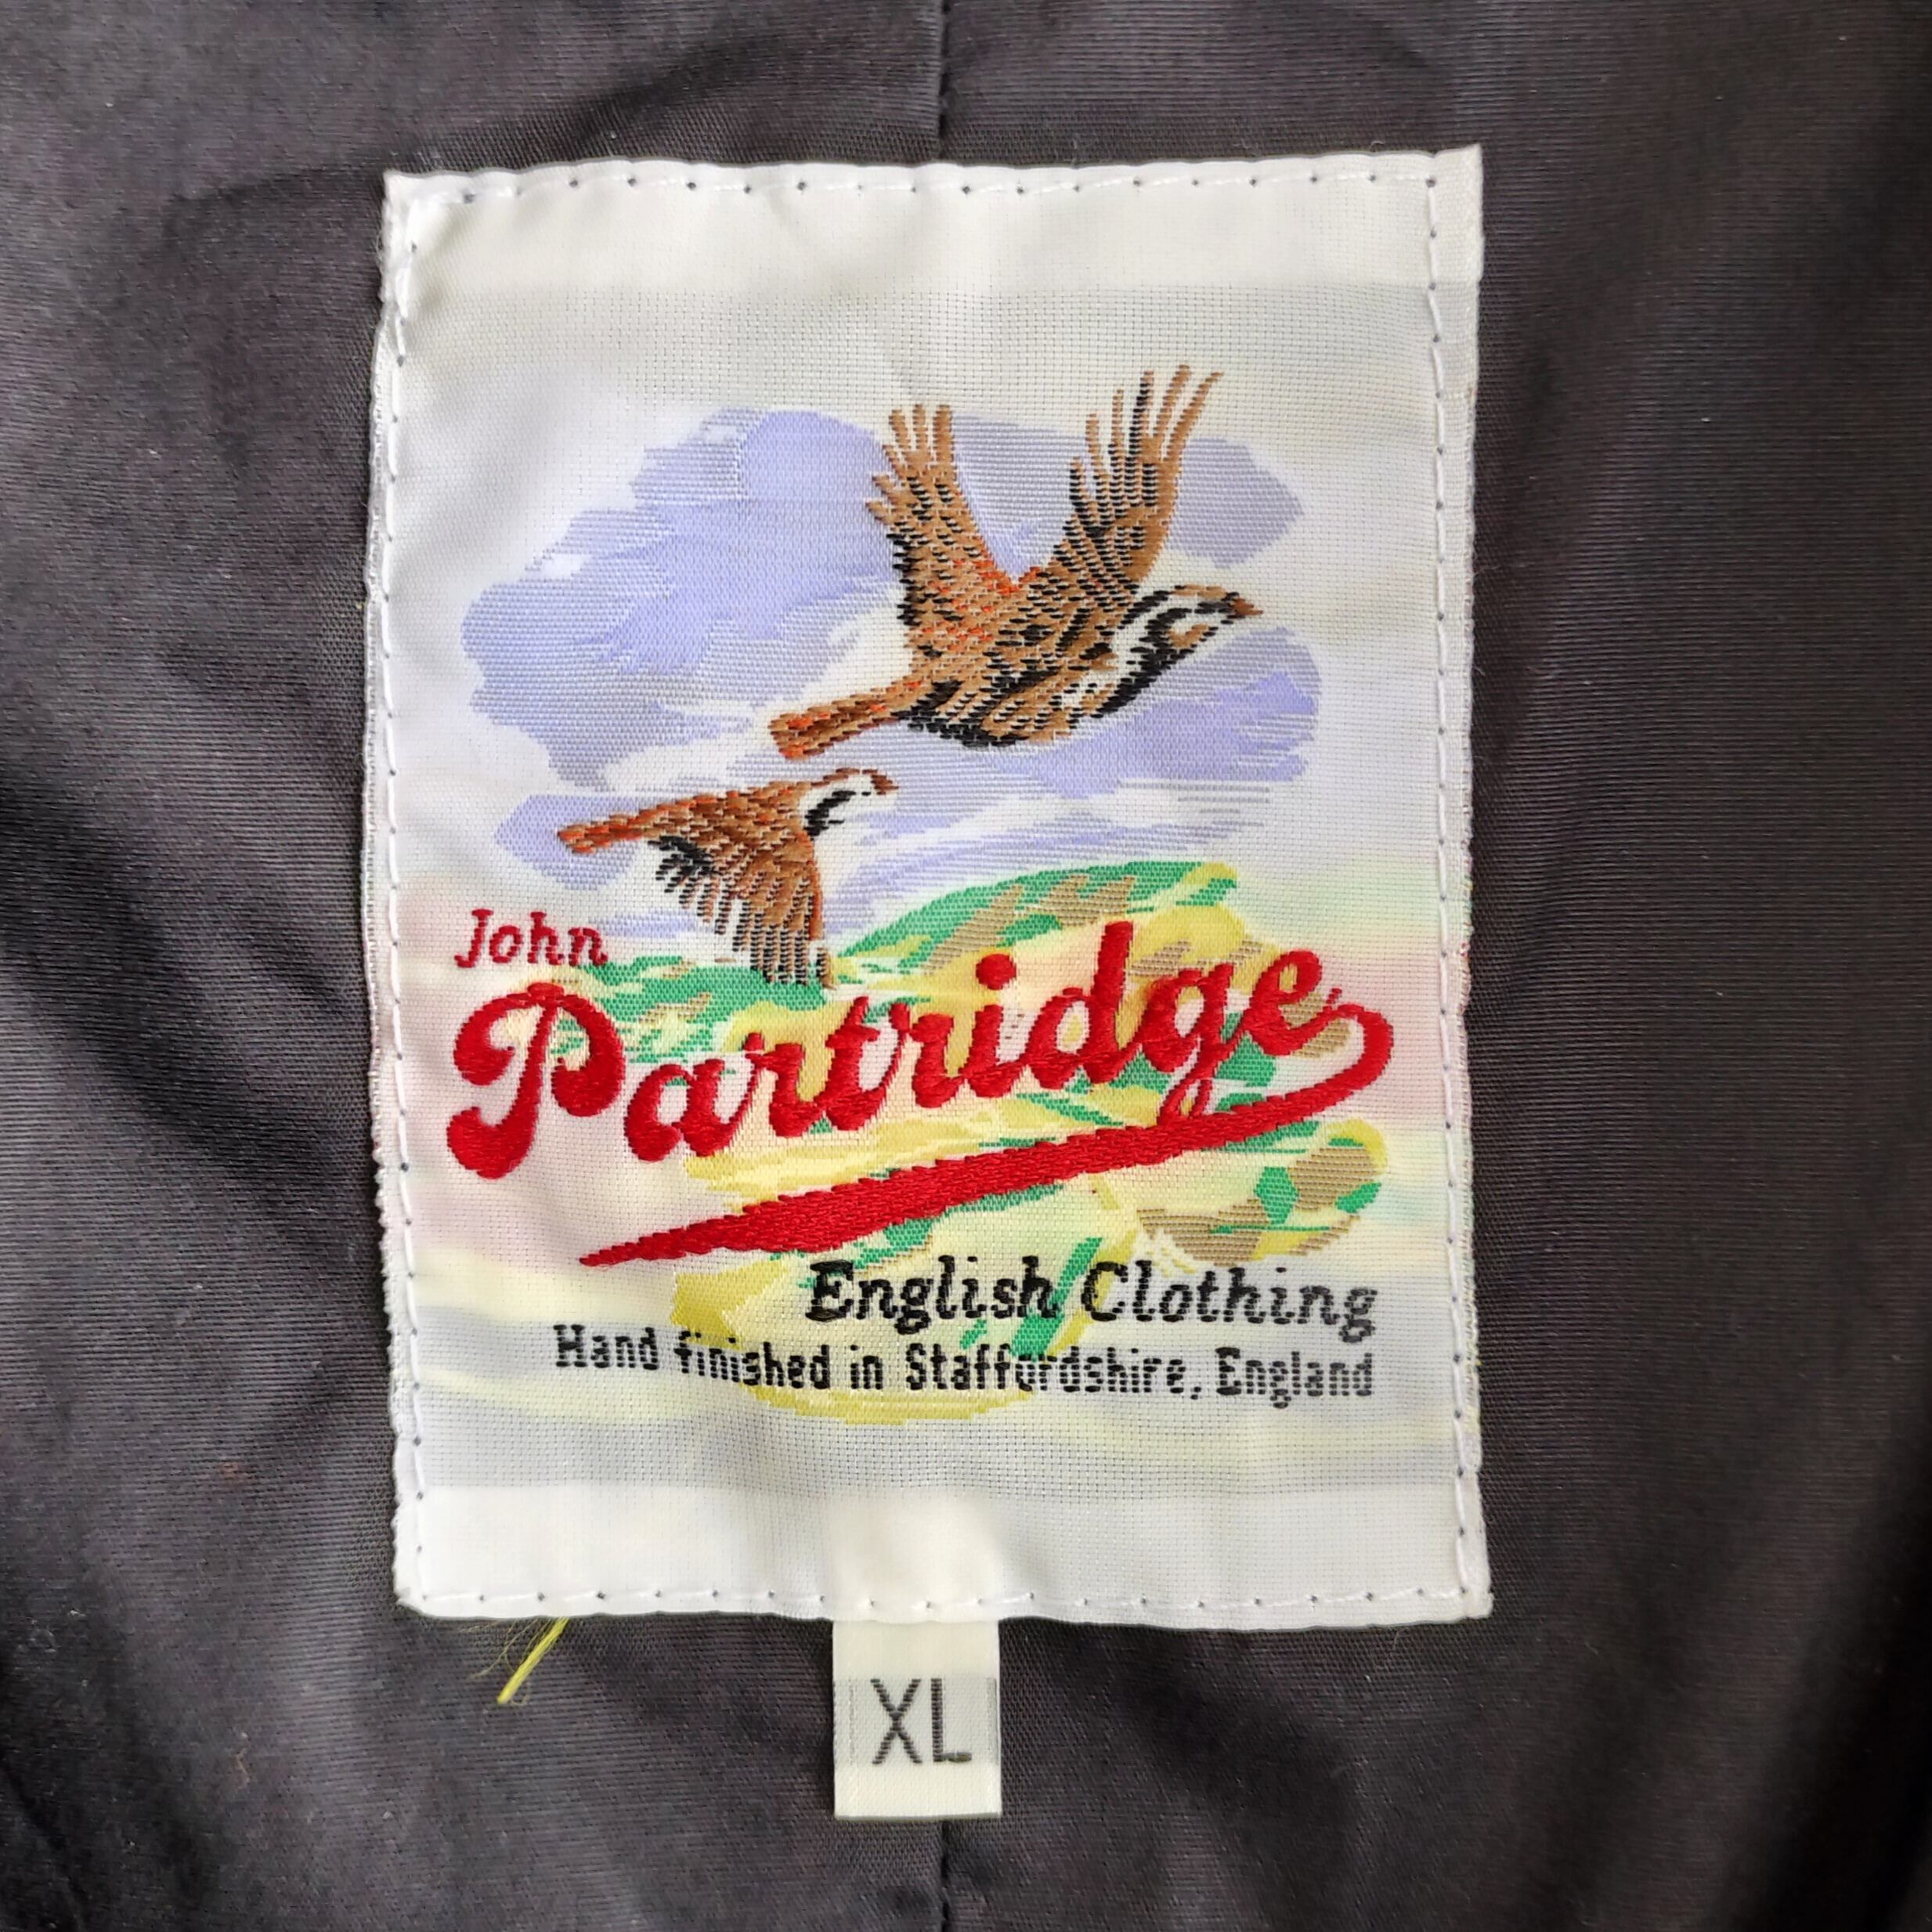 John
Partridge
English Clothing
Hand finished in Staffordshire, England
XL